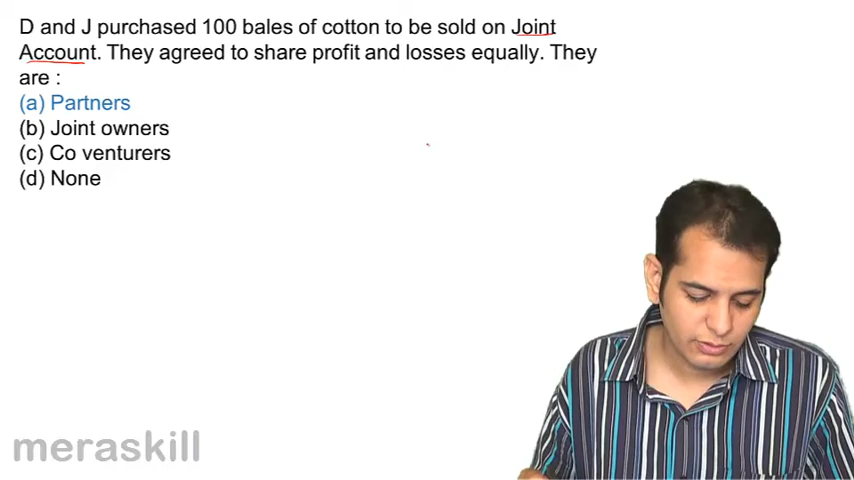 D and J purchased 100 bales of cotton to be sold on Joint
Account. They agreed to share profit and losses equally. They
are :
(a) Partners
(b) Joint owners
(c) Co venturers
(d) None
meraskill